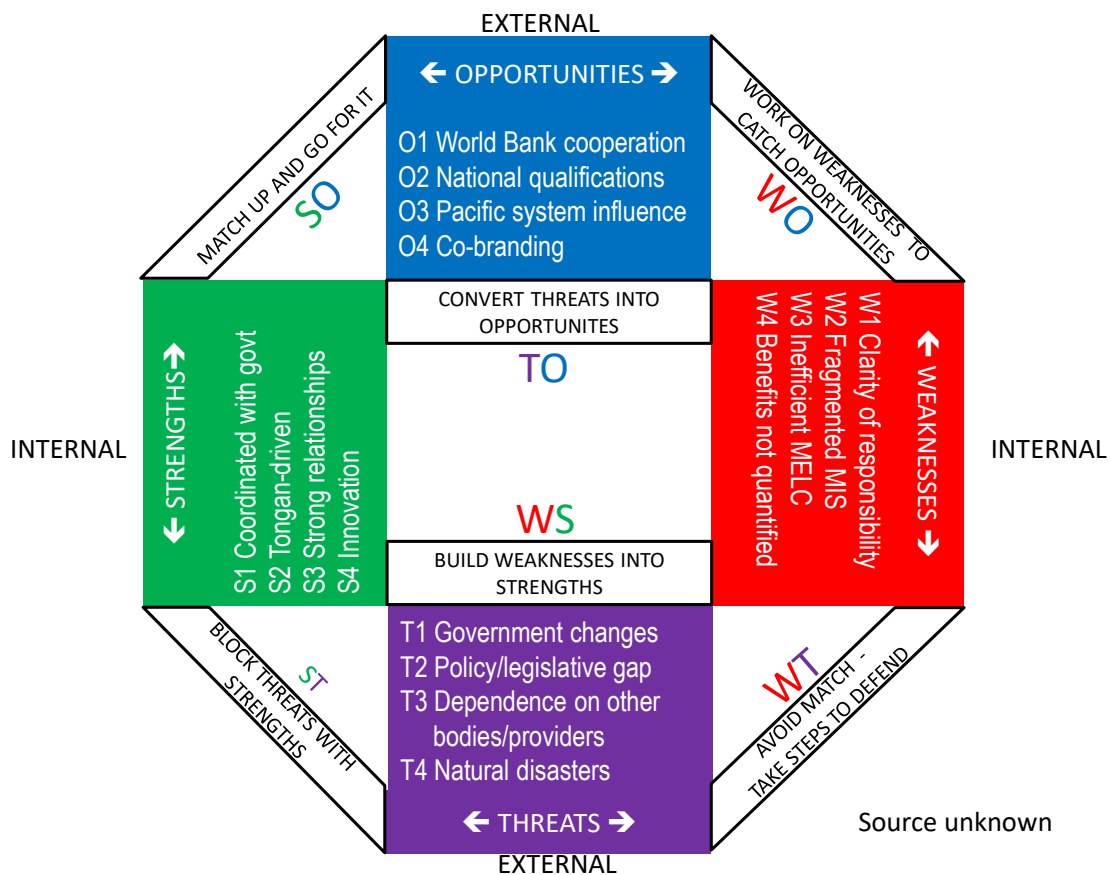 EXTERNAL
🡸 OPPORTUNITIES 🡺
O1 World Bank cooperation
O2 National qualifications
O3 Pacific system influence
O4 Co-branding
MATCH UP AND GO FOR IT
SO
WORK ON WEAKNESSES TO
CATCH OPPORTUNITIES
WO
CONVERT THREATS INTO
OPPORTUNITES
TO
INTERNAL
🡸 STRENGTHS🡺
S1 Coordinated with govt
S2 Tongan-driven
S3 Strong relationships
S4 Innovation
🡸 WEAKNESSES 🡺
W1 Clarity of responsibility
W2 Fragmented MIS
W3 Inefficient MELC
W4 Benefits not quantified
INTERNAL
WS
BUILD WEAKNESSES INTO
STRENGTHS
BLOCK THREATS WITH
STRENGTHS
ST
T1 Government changes
T2 Policy/legislative gap
T3 Dependence on other
bodies/providers
T4 Natural disasters
🡸 THREATS 🡺
WT
AVOID MATCH -
TAKE STEPS TO DEFEND
EXTERNAL
Source unknown